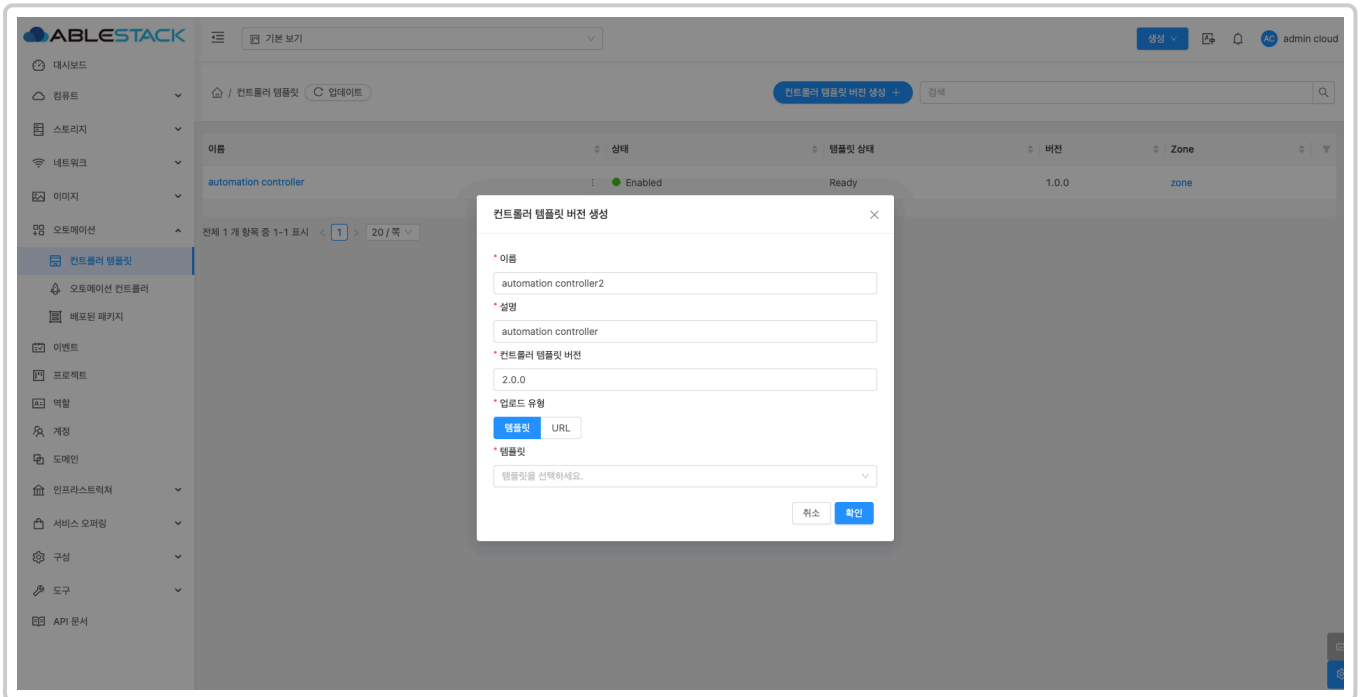 ABLESTACK
기본 보기
생성
AC admin cloud
대시보드
컴퓨트
스토리지
네트워크
이미지
오토메이션
컨트롤러 템플릿
오토메이션 컨트롤러
배포된 패키지
이벤트
프로젝트
역할
계정
도메인
인프라스트럭쳐
서비스 오퍼링
구성
도구
API 문서
/ 컨트롤러 템플릿 업데이트
컨트롤러 템플릿 버전 생성 +
검색
이름 상태 템플릿 상태 버전 Zone
automation controller Enabled Ready 1.0.0 zone
전체 1 개 항목 중 1-1 표시 < 1 > 20 / 쪽
컨트롤러 템플릿 버전 생성
* 이름
automation controller2
* 설명
automation controller
* 컨트롤러 템플릿 버전
2.0.0
* 업로드 유형
템플릿 URL
* 템플릿
템플릿을 선택하세요.
취소 확인